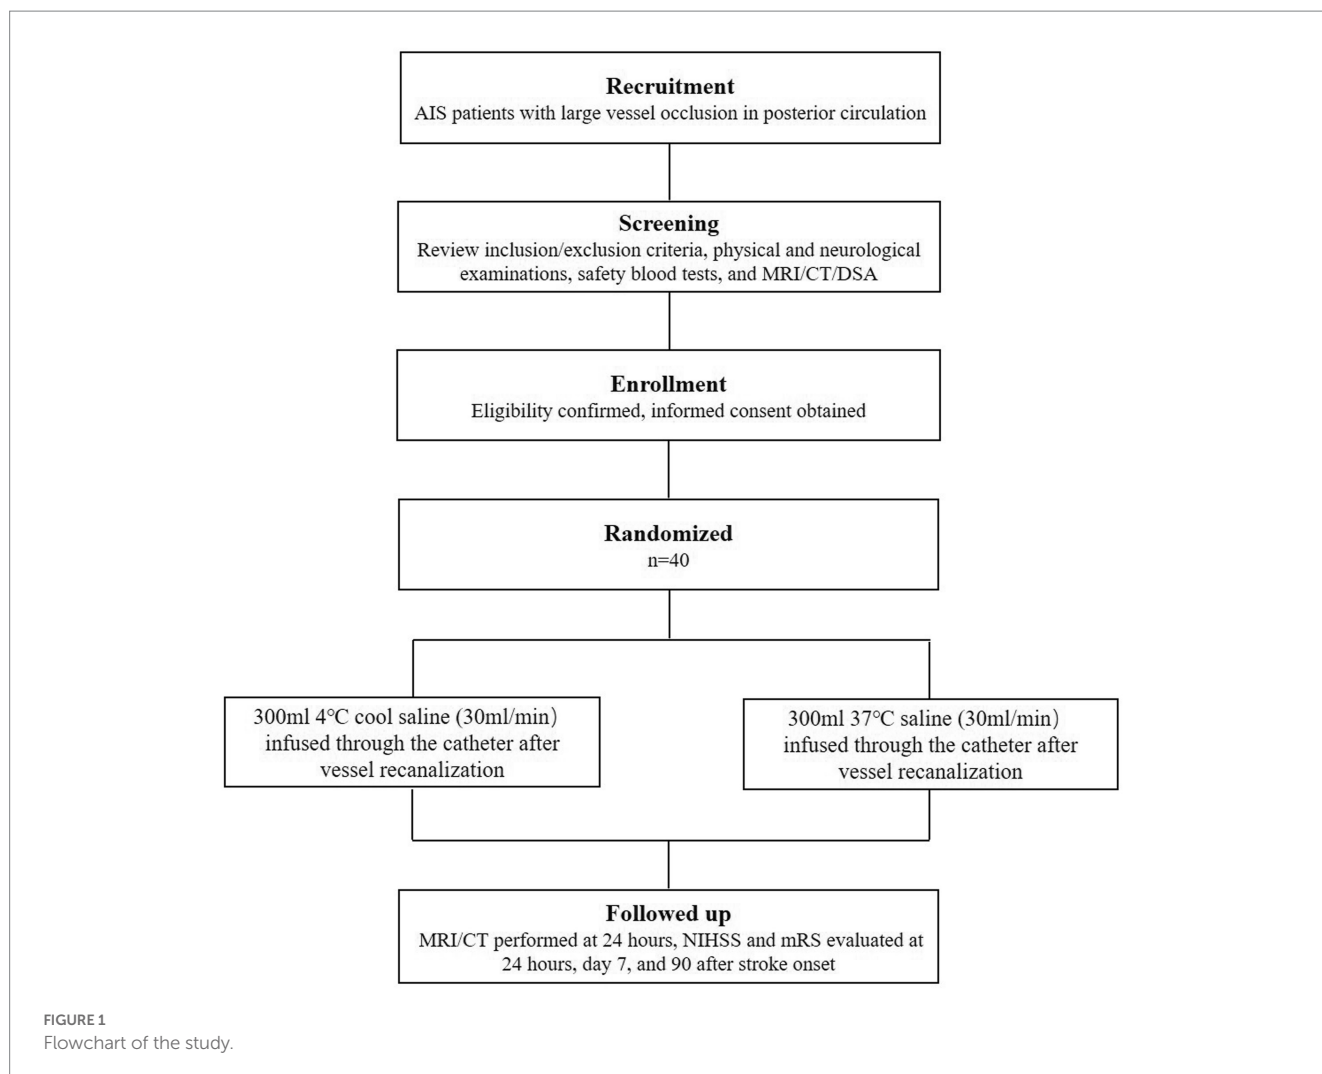 Recruitment
AIS patients with large vessel occlusion in posterior circulation
Screening
Review inclusion/exclusion criteria, physical and neurological
examinations, safety blood tests, and MRI/CT/DSA
Enrollment
Eligibility confirmed, informed consent obtained
Randomized
n=40
300ml 4℃ cool saline (30ml/min）
infused through the catheter after
vessel recanalization
300ml 37℃ saline (30ml/min）
infused through the catheter after
vessel recanalization
Followed up
MRI/CT performed at 24 hours, NIHSS and mRS evaluated at
24 hours, day 7, and 90 after stroke onset
FIGURE 1
Flowchart of the study.